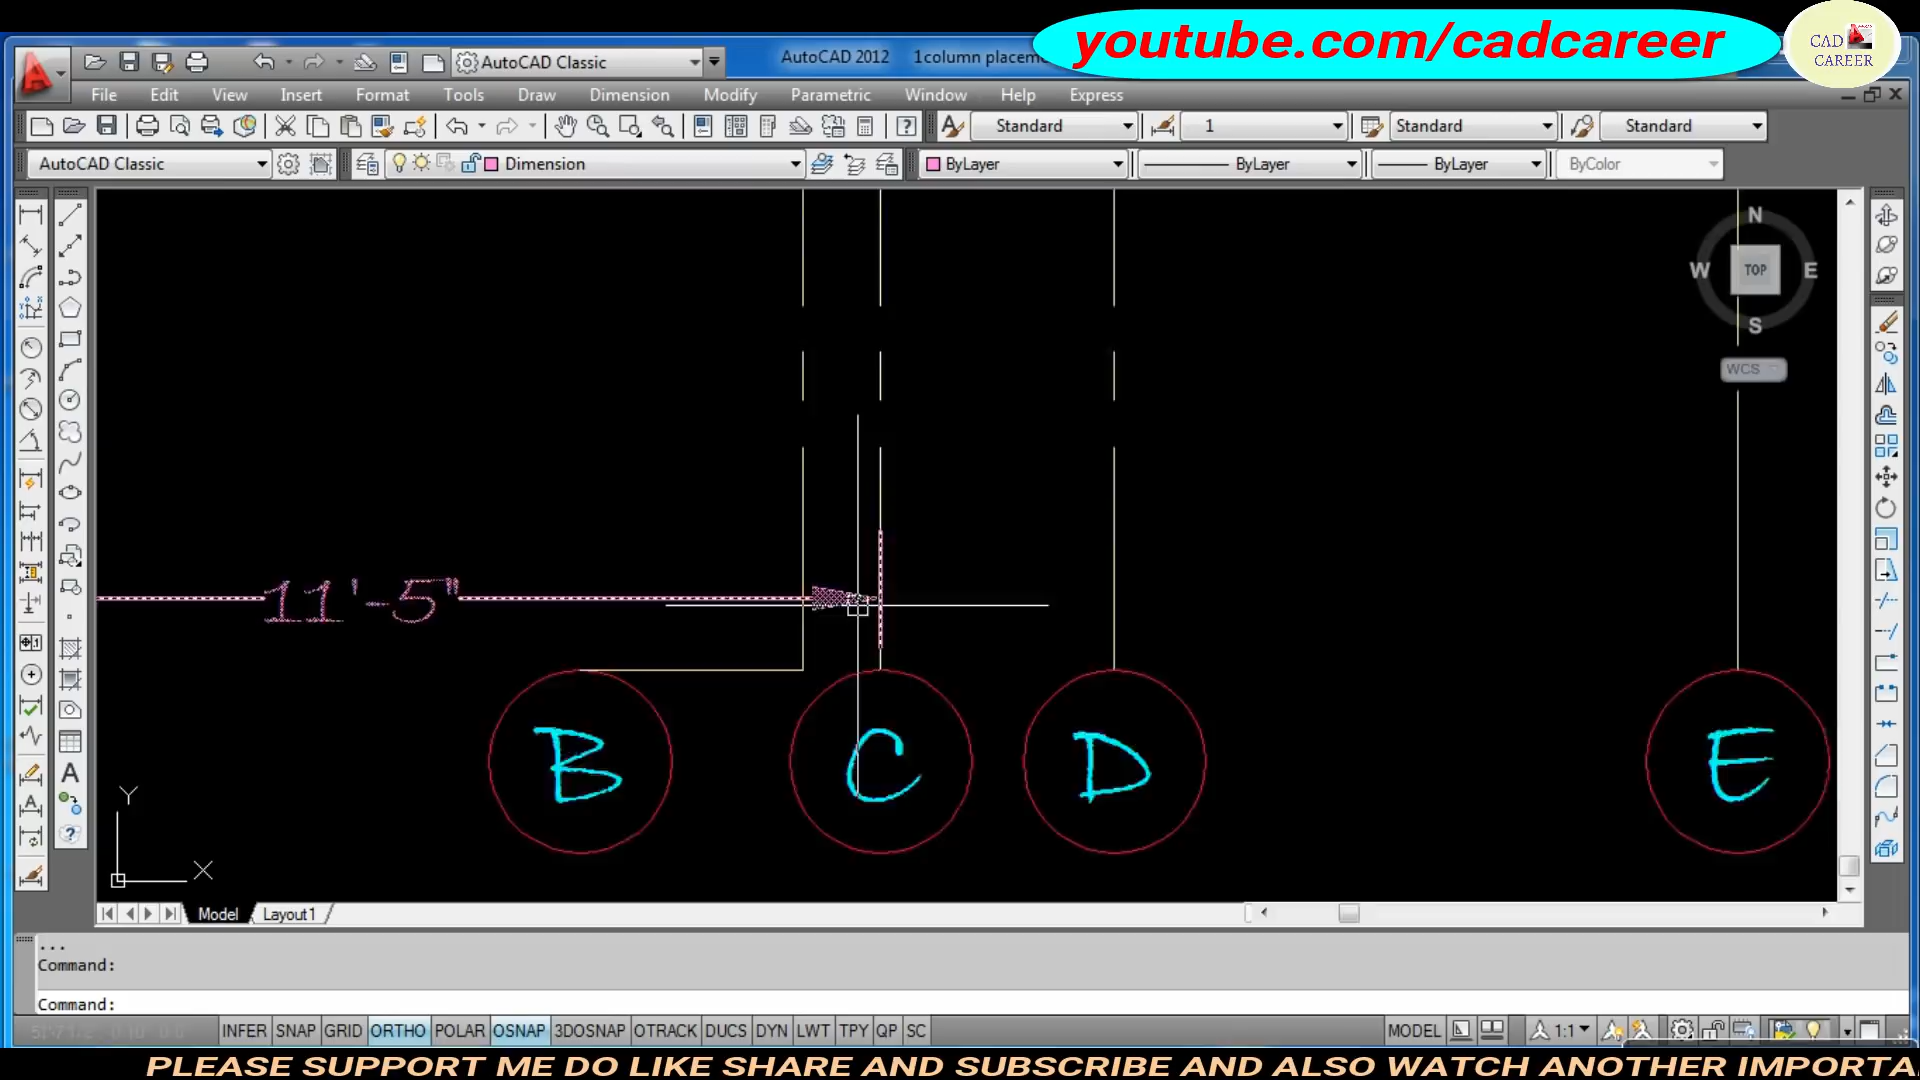 youtube.com/cadcareer
CAD
CAREER
AutoCAD Classic
AutoCAD 2012 1column placeme
File Edit View Insert Format Tools Draw Dimension Modify Parametric Window Help Express
Standard 1 Standard Standard
AutoCAD Classic Dimension ByLayer ByLayer ByLayer ByColor
N
W TOP E
S
WCS
11'-5"
B C D E
Y
X
Model Layout1
...
Command:
Command:
INFER SNAP GRID ORTHO POLAR OSNAP 3DOSNAP OTRACK DUCS DYN LWT TPY QP SC MODEL 1:1
PLEASE SUPPORT ME DO LIKE SHARE AND SUBSCRIBE AND ALSO WATCH ANOTHER IMPORTA